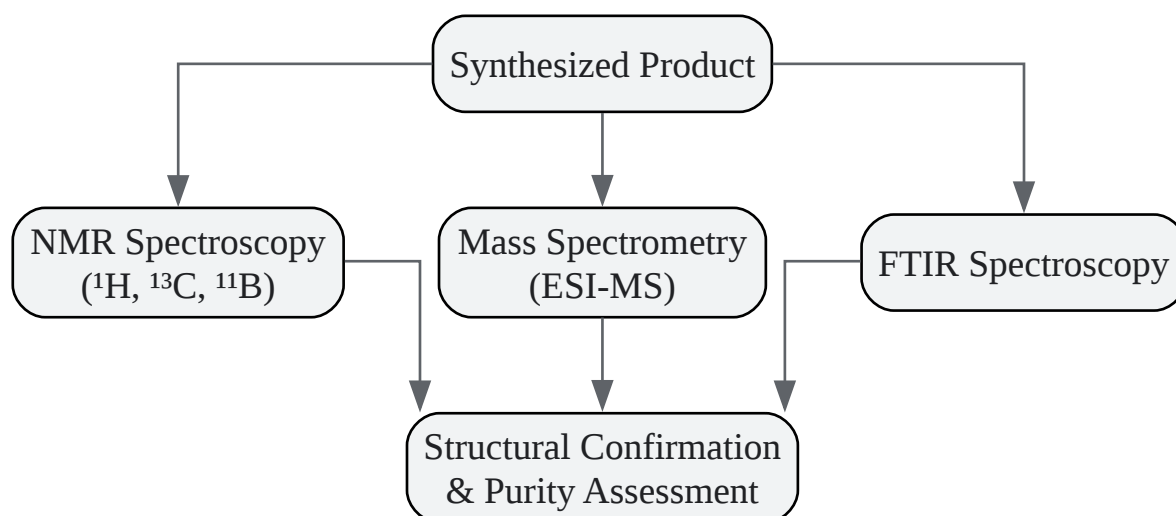 Synthesized Product
NMR Spectroscopy
(¹H, ¹³C, ¹¹B)
Mass Spectrometry
(ESI-MS)
FTIR Spectroscopy
Structural Confirmation
& Purity Assessment